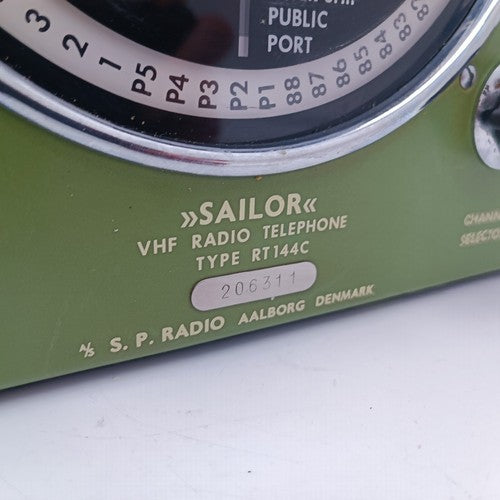 PUBLIC
PORT
3 2 1 P5 P4 P3 P2 P1 88 87 86 85 84 83 82
»SAILOR«
VHF RADIO TELEPHONE
TYPE RT144C
206311
A/S S. P. RADIO AALBORG DENMARK